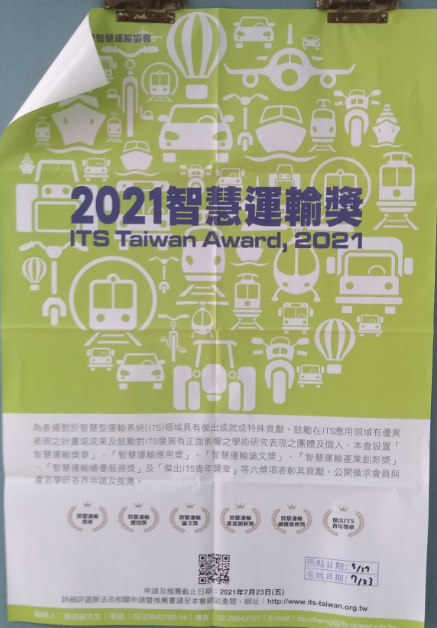 智慧運輸協會
2021智慧運輸獎
ITS Taiwan Award, 2021
為表揚對於智慧型運輸系統(ITS)領域具有傑出成就或特殊貢獻、鼓勵在ITS應用領域有優異
表現之計畫或成果及鼓勵對ITS發展有正面影響之學術研究表現之團體及個人，本會設置「
智慧運輸獎章」、「智慧運輸應用獎」、「智慧運輸論文獎」、「智慧運輸產業創新獎」
、「智慧運輸績優服務獎」及「傑出ITS青年獎章」等六獎項表彰其貢獻，公開徵求會員與
產官學研各界申請及推薦。
智慧運輸
獎章
智慧運輸
應用獎
智慧運輸
論文獎
智慧運輸
產業創新獎
智慧運輸
績優服務獎
傑出ITS
青年獎章
張貼日期: 5/19
有效日期: 7/23
申請及推薦截止日期：2021年7月23日(五)
詳細評選辦法及相關申請暨推薦書請至本會網站查閱，網址：http://www.its-taiwan.org.tw
電話：02-23643100-14 | 傳真：02-23643101 | E-mail：